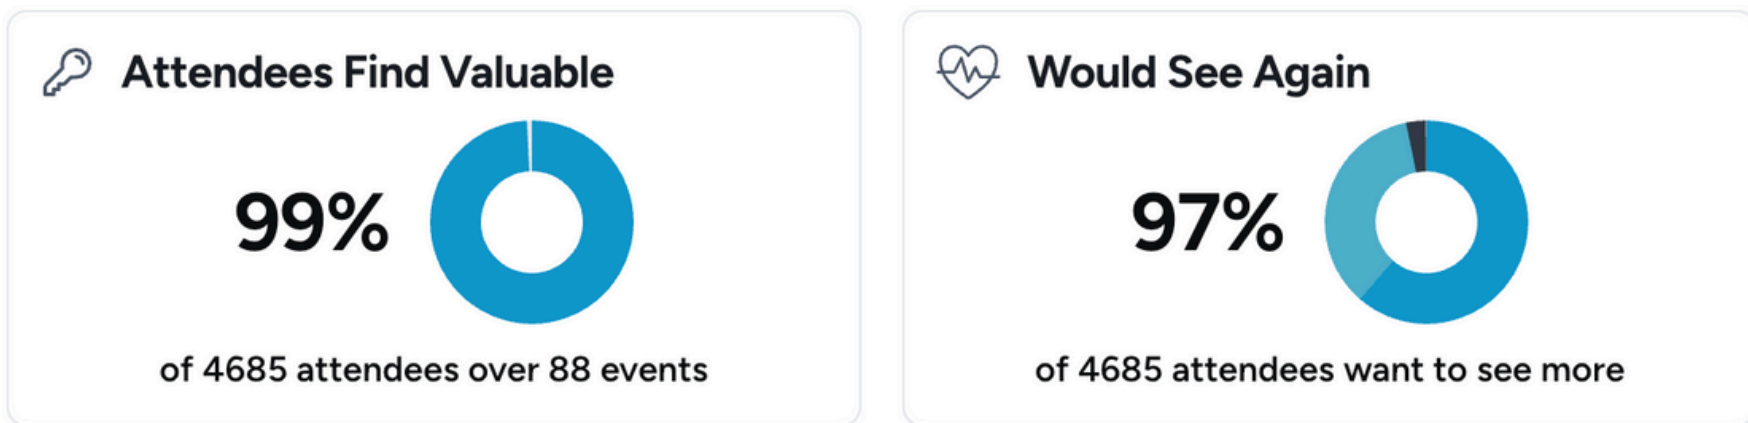 Attendees Find Valuable
99%
of 4685 attendees over 88 events
Would See Again
97%
of 4685 attendees want to see more